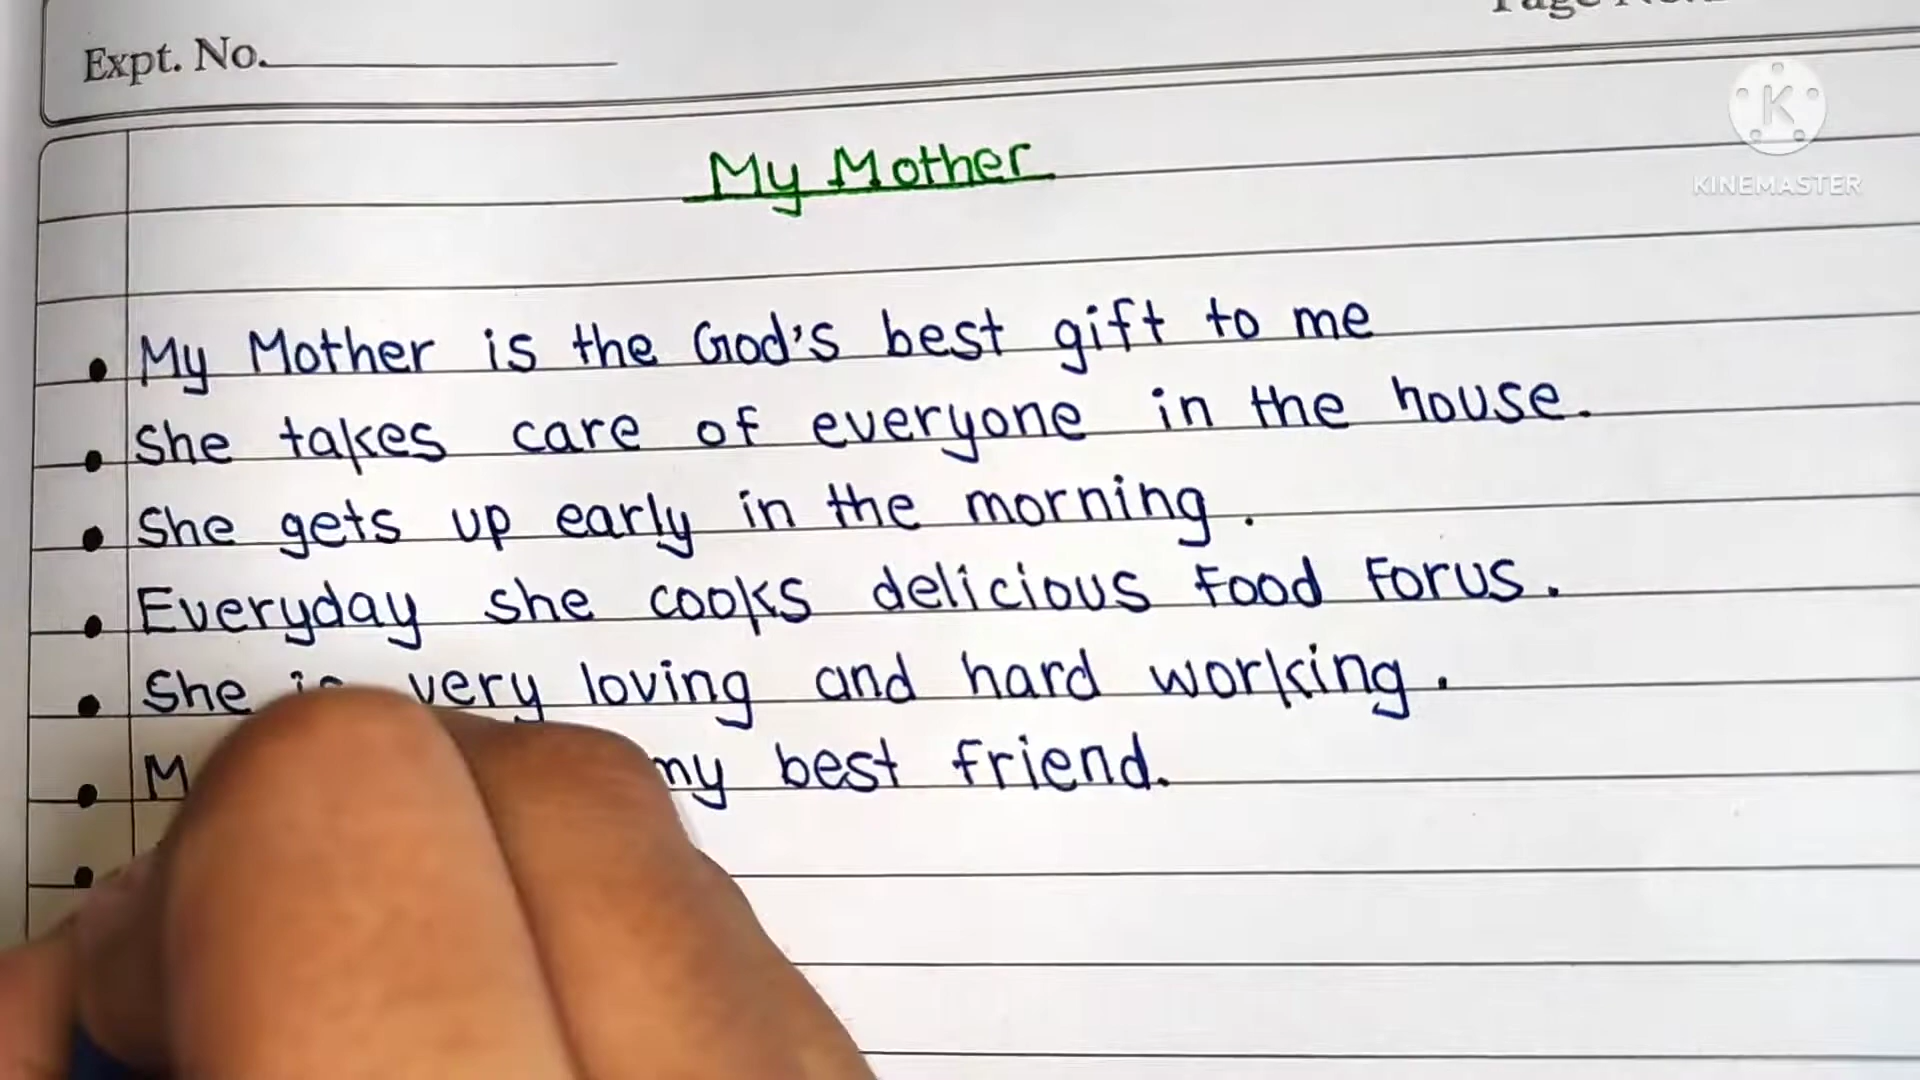 Expt. No.
My Mother
KINEMASTER
My Mother is the God's best gift to me
She takes care of everyone in the house.
She gets up early in the morning.
Everyday she cooks delicious Food Forus.
She is very loving and hard working.
my best friend.